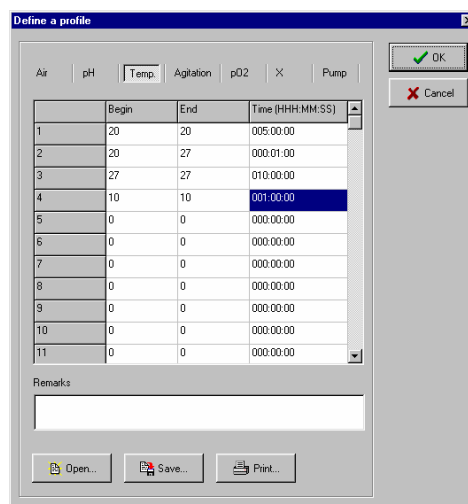 Define a profile
OK
Cancel
Air pH Temp. Agitation pO2 X Pump
Begin End Time (HHH:MM:SS)
1 20 20 005:00:00
2 20 27 000:01:00
3 27 27 010:00:00
4 10 10 001:00:00
5 0 0 000:00:00
6 0 0 000:00:00
7 0 0 000:00:00
8 0 0 000:00:00
9 0 0 000:00:00
10 0 0 000:00:00
11 0 0 000:00:00
Remarks
Open... Save... Print...